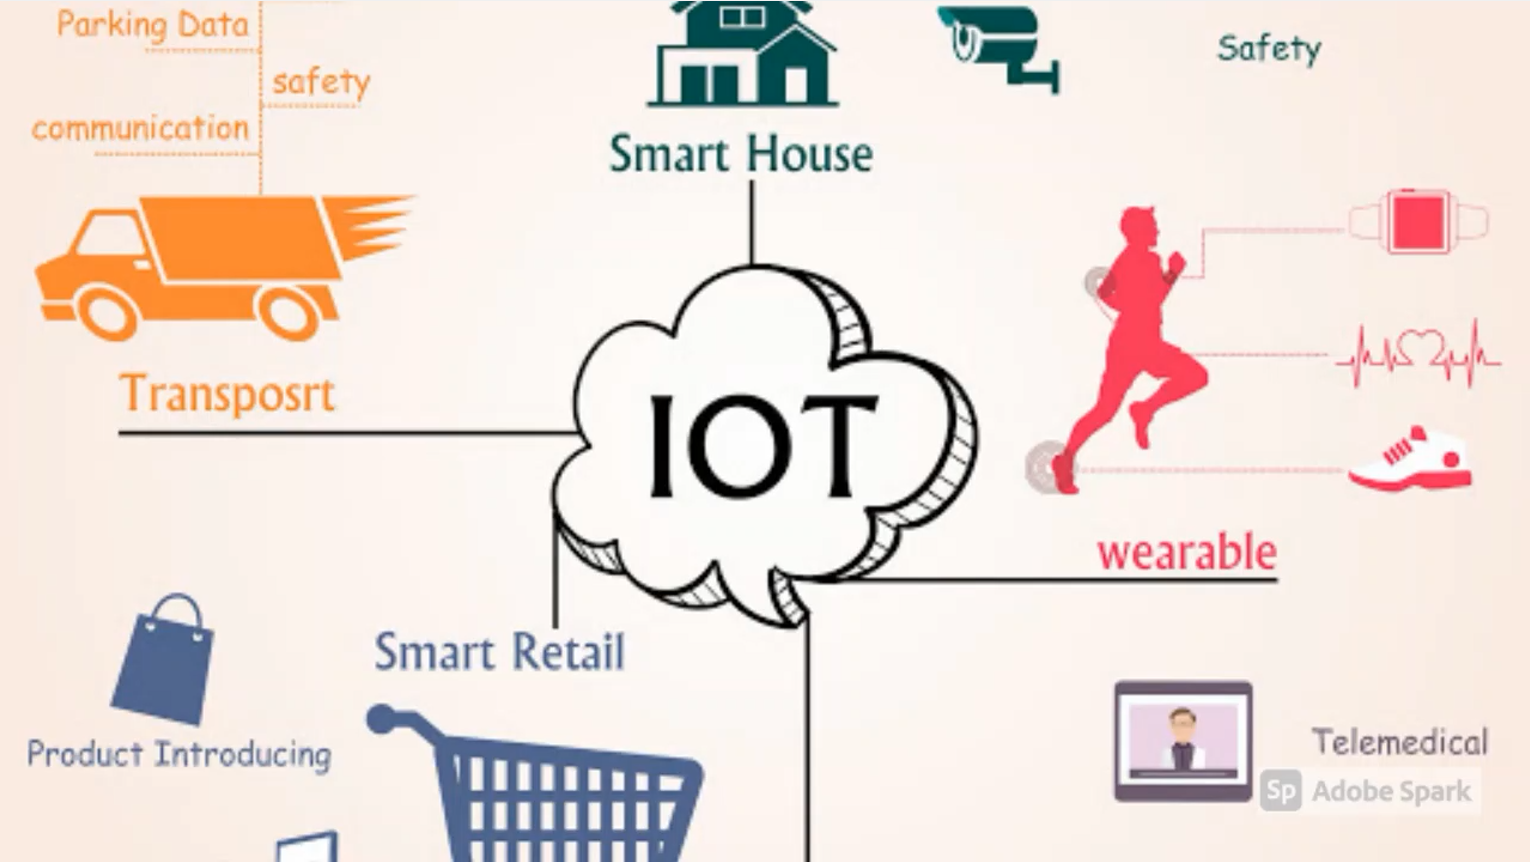 Parking Data
safety
communication
Transposrt
Smart House
Safety
IOT
wearable
Smart Retail
Product Introducing
Telemedical
Sp Adobe Spark